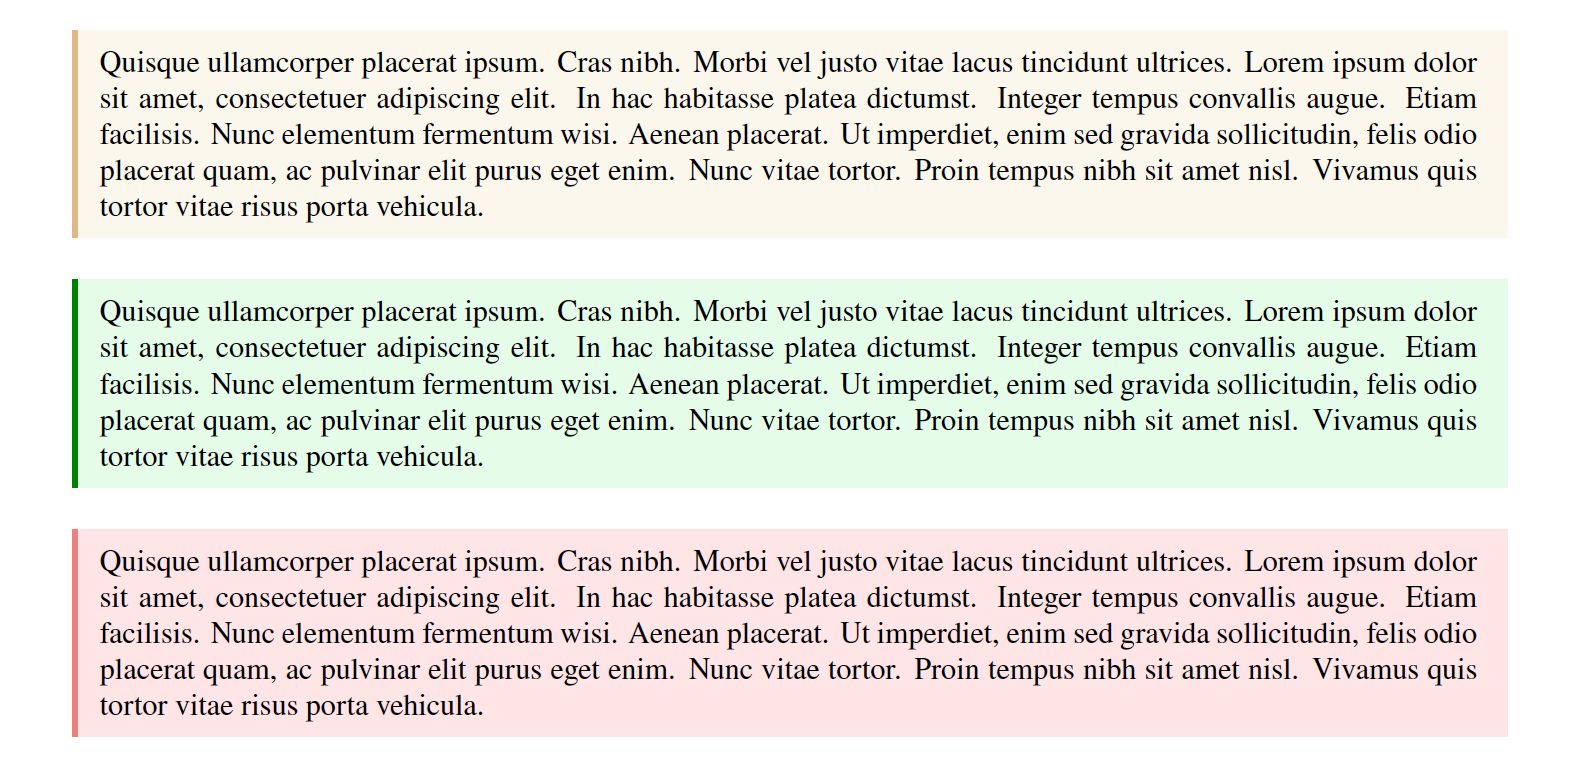 Quisque ullamcorper placerat ipsum. Cras nibh. Morbi vel justo vitae lacus tincidunt ultrices. Lorem ipsum dolor
sit amet, consectetuer adipiscing elit. In hac habitasse platea dictumst. Integer tempus convallis augue. Etiam
facilisis. Nunc elementum fermentum wisi. Aenean placerat. Ut imperdiet, enim sed gravida sollicitudin, felis odio
placerat quam, ac pulvinar elit purus eget enim. Nunc vitae tortor. Proin tempus nibh sit amet nisl. Vivamus quis
tortor vitae risus porta vehicula.
Quisque ullamcorper placerat ipsum. Cras nibh. Morbi vel justo vitae lacus tincidunt ultrices. Lorem ipsum dolor
sit amet, consectetuer adipiscing elit. In hac habitasse platea dictumst. Integer tempus convallis augue. Etiam
facilisis. Nunc elementum fermentum wisi. Aenean placerat. Ut imperdiet, enim sed gravida sollicitudin, felis odio
placerat quam, ac pulvinar elit purus eget enim. Nunc vitae tortor. Proin tempus nibh sit amet nisl. Vivamus quis
tortor vitae risus porta vehicula.
Quisque ullamcorper placerat ipsum. Cras nibh. Morbi vel justo vitae lacus tincidunt ultrices. Lorem ipsum dolor
sit amet, consectetuer adipiscing elit. In hac habitasse platea dictumst. Integer tempus convallis augue. Etiam
facilisis. Nunc elementum fermentum wisi. Aenean placerat. Ut imperdiet, enim sed gravida sollicitudin, felis odio
placerat quam, ac pulvinar elit purus eget enim. Nunc vitae tortor. Proin tempus nibh sit amet nisl. Vivamus quis
tortor vitae risus porta vehicula.